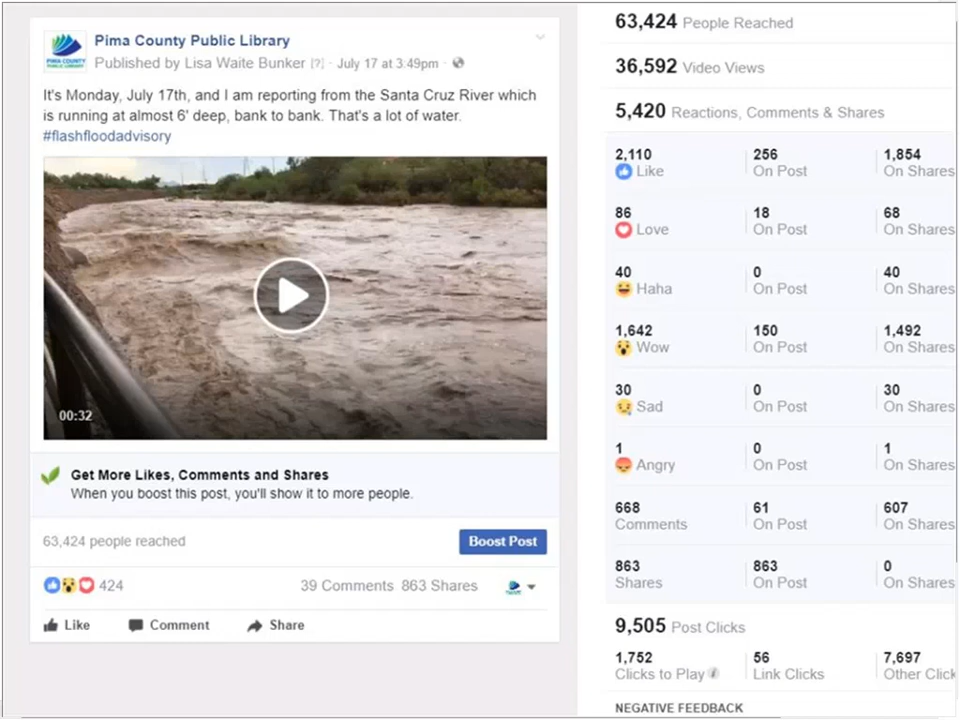 Pima County Public Library
Published by Lisa Waite Bunker [?] · July 17 at 3:49pm ·
It's Monday, July 17th, and I am reporting from the Santa Cruz River which
is running at almost 6' deep, bank to bank. That's a lot of water.
#flashfloodadvisory
PIMA COUNTY
PUBLIC LIBRARY
00:32
Get More Likes, Comments and Shares
When you boost this post, you'll show it to more people.
63,424 people reached
Boost Post
424
39 Comments 863 Shares
Like Comment Share
63,424 People Reached
36,592 Video Views
5,420 Reactions, Comments & Shares
2,110 256 1,854
Like On Post On Shares
86 18 68
Love On Post On Shares
40 0 40
Haha On Post On Shares
1,642 150 1,492
Wow On Post On Shares
30 0 30
Sad On Post On Shares
1 0 1
Angry On Post On Shares
668 61 607
Comments On Post On Shares
863 863 0
Shares On Post On Shares
9,505 Post Clicks
1,752 56 7,697
Clicks to Play i Link Clicks Other Click
NEGATIVE FEEDBACK